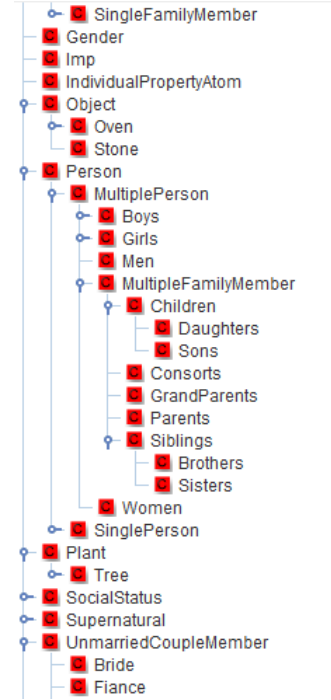 C SingleFamilyMember
C Gender
C Imp
C IndividualPropertyAtom
C Object
C Oven
C Stone
C Person
C MultiplePerson
C Boys
C Girls
C Men
C MultipleFamilyMember
C Children
C Daughters
C Sons
C Consorts
C GrandParents
C Parents
C Siblings
C Brothers
C Sisters
C Women
C SinglePerson
C Plant
C Tree
C SocialStatus
C Supernatural
C UnmarriedCoupleMember
C Bride
C Fiance